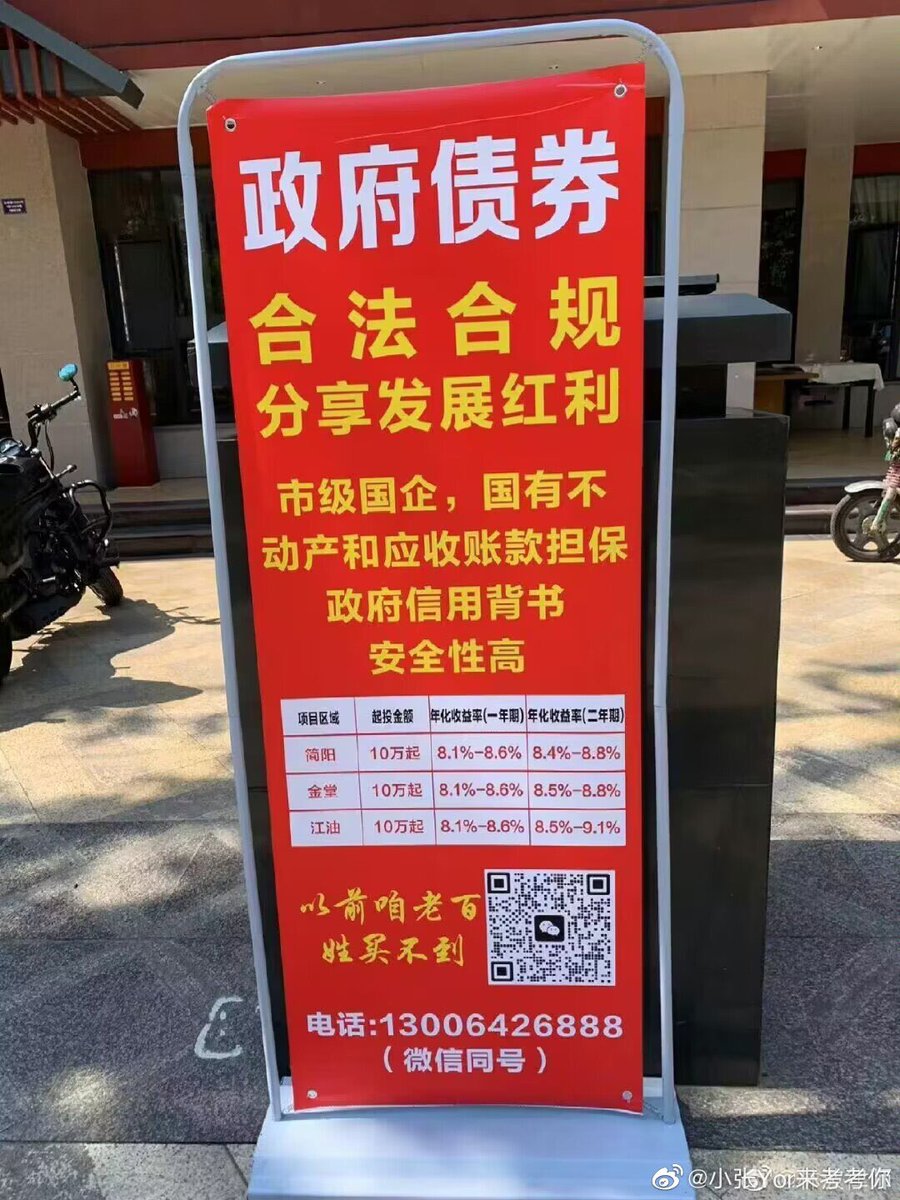 政府债券
合法合规
分享发展红利
市级国企，国有不
动产和应收账款担保
政府信用背书
安全性高
项目区域 起投金额 年化收益率(一年期) 年化收益率(二年期)
简阳 10万起 8.1%-8.6% 8.4%-8.8%
金堂 10万起 8.1%-8.6% 8.5%-8.8%
江油 10万起 8.1%-8.6% 8.5%-9.1%
以前咱老百
姓买不到
电话:13006426888
（微信同号）
@小张Yor来考考你